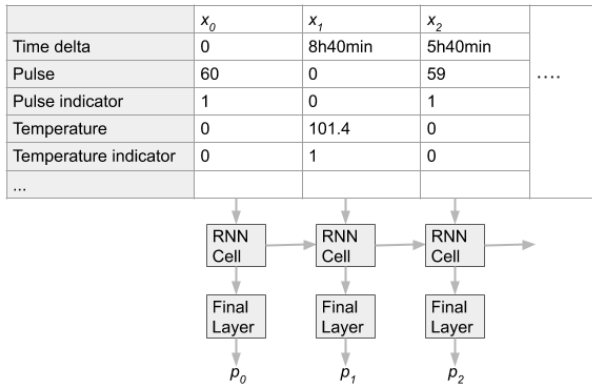 x0 x1 x2
Time delta 0 8h40min 5h40min
Pulse 60 0 59 ....
Pulse indicator 1 0 1
Temperature 0 101.4 0
Temperature indicator 0 1 0
...
RNN Cell RNN Cell RNN Cell
Final Layer Final Layer Final Layer
p0 p1 p2